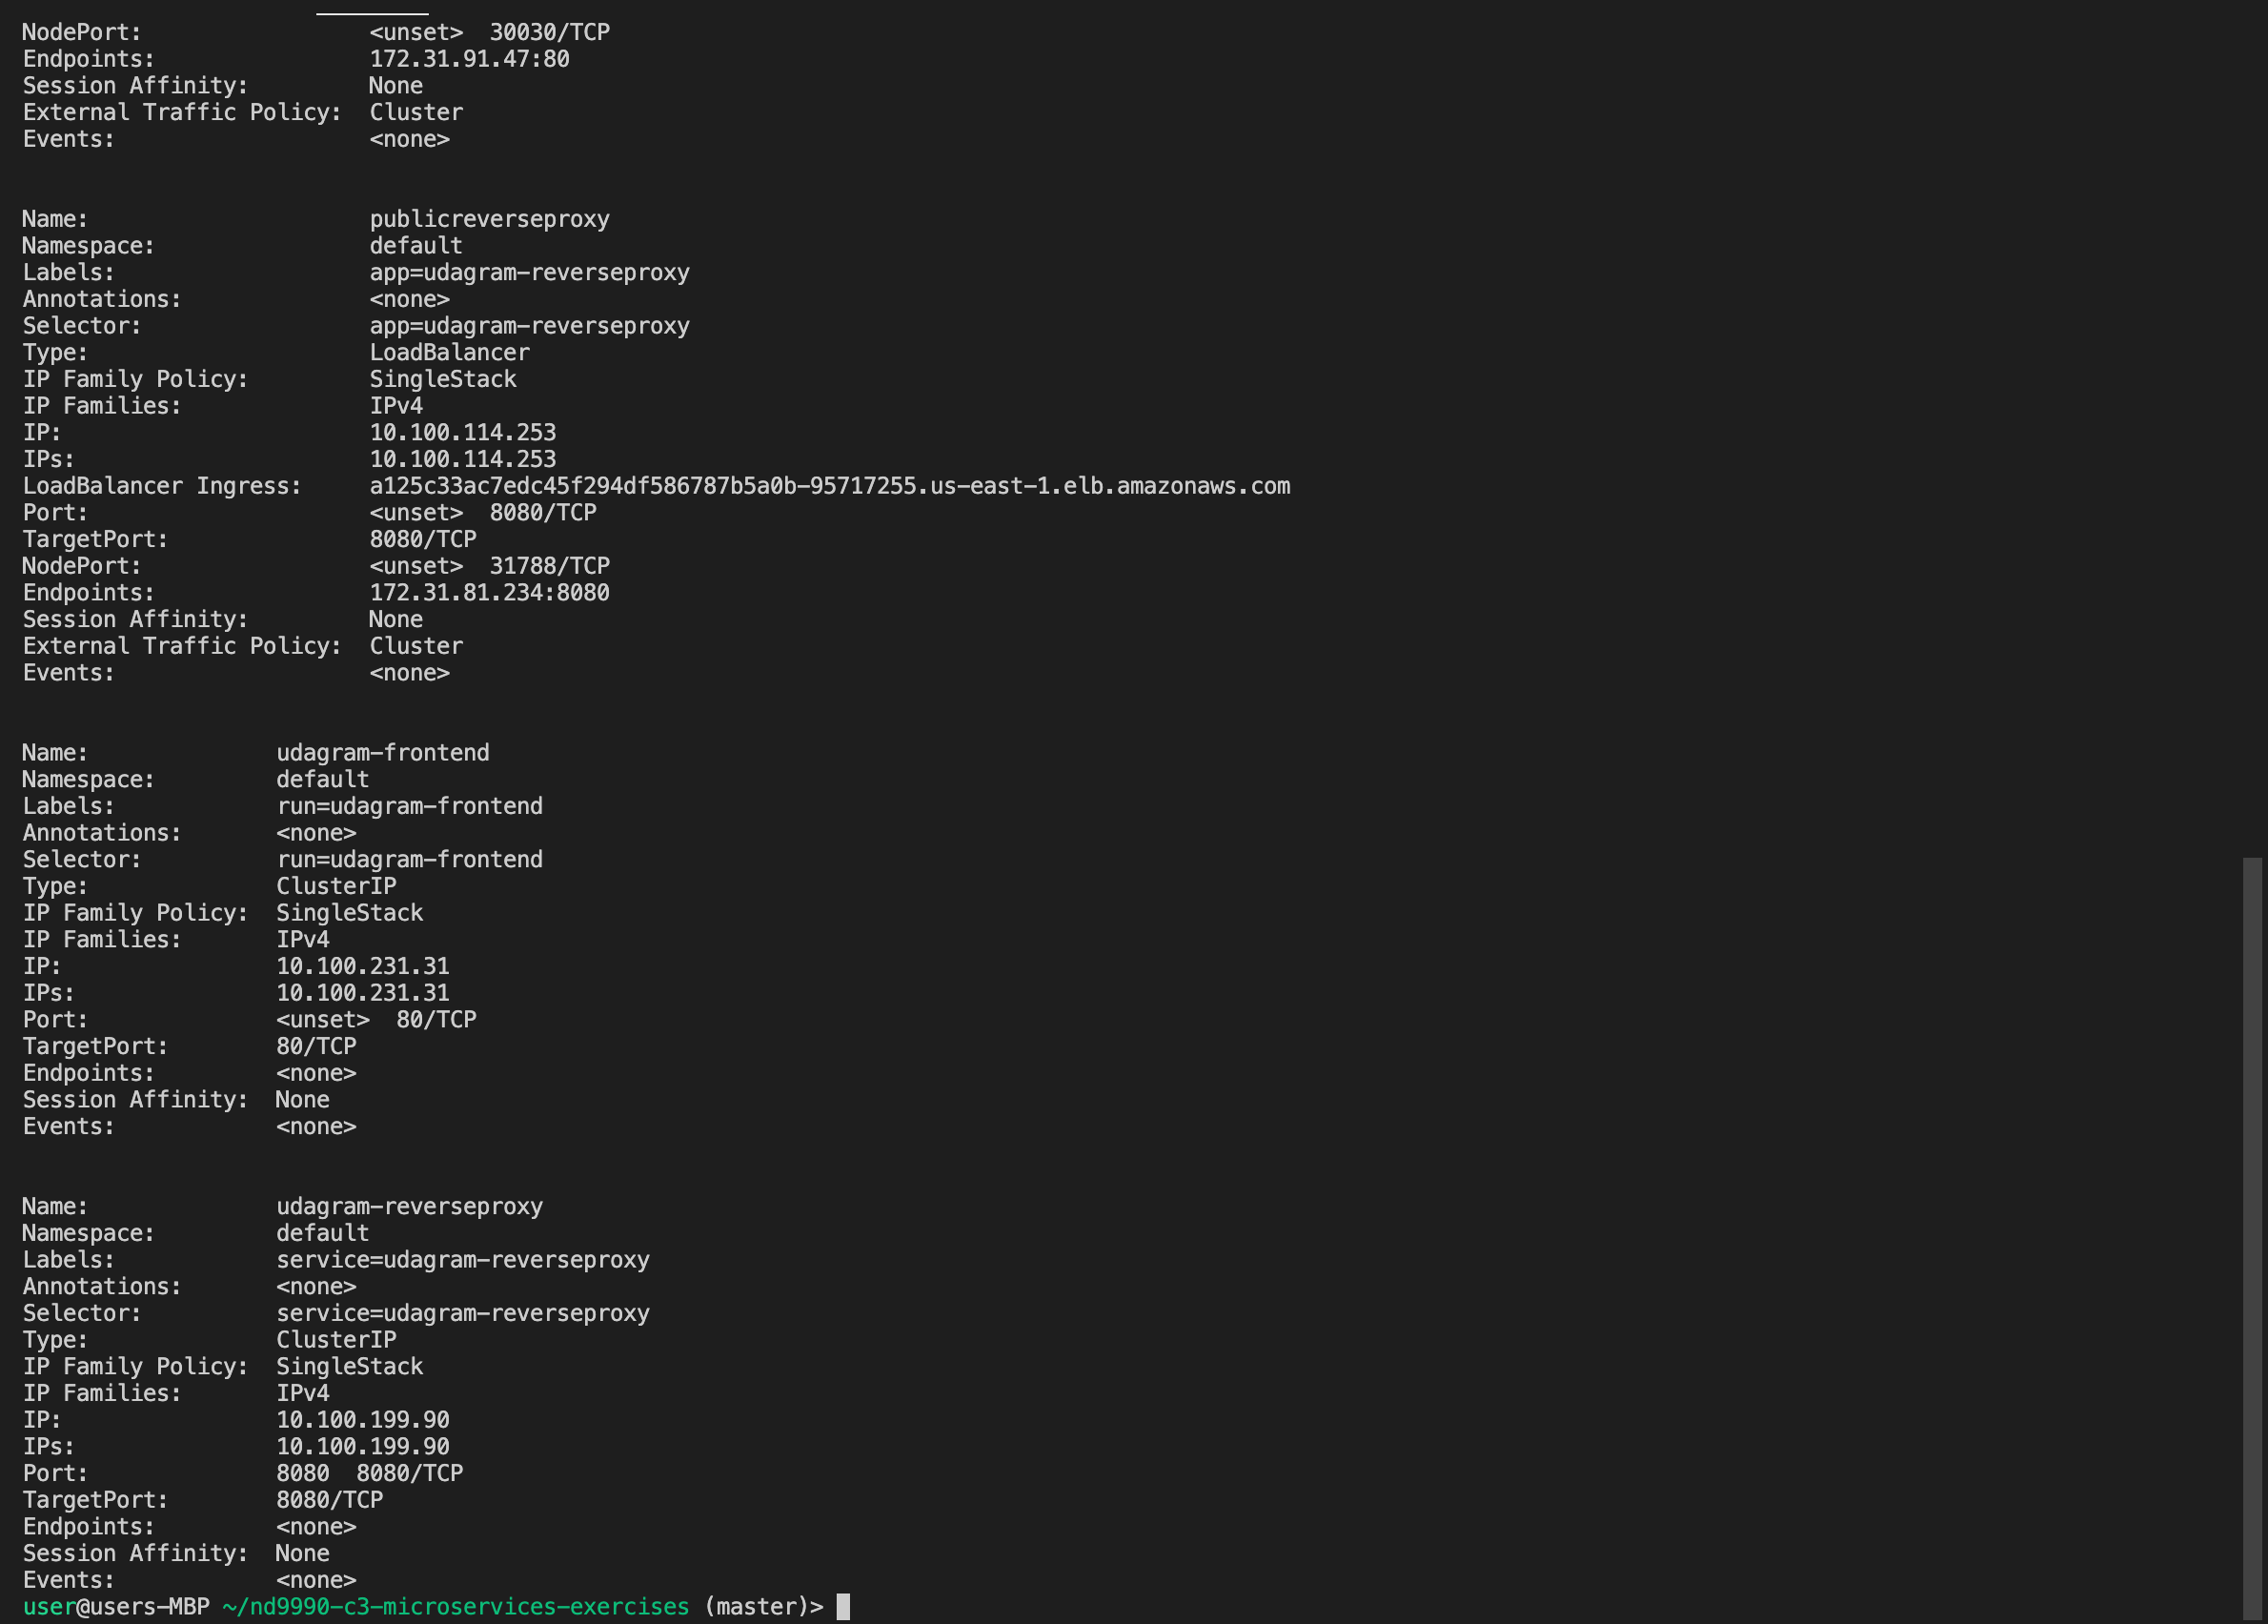 NodePort:                 <unset>  30030/TCP
Endpoints:                172.31.91.47:80
Session Affinity:         None
External Traffic Policy:  Cluster
Events:                   <none>
Name:                     publicreverseproxy
Namespace:                default
Labels:                   app=udagram-reverseproxy
Annotations:              <none>
Selector:                 app=udagram-reverseproxy
Type:                     LoadBalancer
IP Family Policy:         SingleStack
IP Families:              IPv4
IP:                       10.100.114.253
IPs:                      10.100.114.253
LoadBalancer Ingress:     a125c33ac7edc45f294df586787b5a0b-95717255.us-east-1.elb.amazonaws.com
Port:                     <unset>  8080/TCP
TargetPort:               8080/TCP
NodePort:                 <unset>  31788/TCP
Endpoints:                172.31.81.234:8080
Session Affinity:         None
External Traffic Policy:  Cluster
Events:                   <none>
Name:              udagram-frontend
Namespace:         default
Labels:            run=udagram-frontend
Annotations:       <none>
Selector:          run=udagram-frontend
Type:              ClusterIP
IP Family Policy:  SingleStack
IP Families:       IPv4
IP:                10.100.231.31
IPs:               10.100.231.31
Port:              <unset>  80/TCP
TargetPort:        80/TCP
Endpoints:         <none>
Session Affinity:  None
Events:            <none>
Name:              udagram-reverseproxy
Namespace:         default
Labels:            service=udagram-reverseproxy
Annotations:       <none>
Selector:          service=udagram-reverseproxy
Type:              ClusterIP
IP Family Policy:  SingleStack
IP Families:       IPv4
IP:                10.100.199.90
IPs:               10.100.199.90
Port:              8080  8080/TCP
TargetPort:        8080/TCP
Endpoints:         <none>
Session Affinity:  None
Events:            <none>
user@users-MBP ~/nd9990-c3-microservices-exercises (master)>